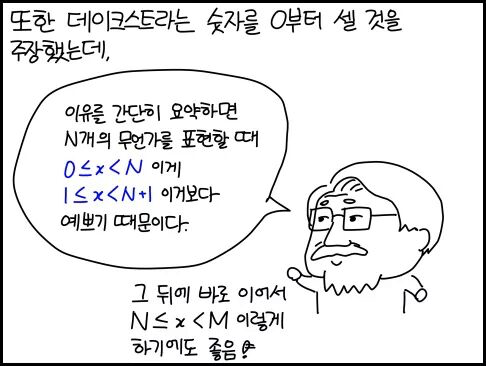 또한 데이크스트라는 숫자를 0부터 셀 것을
주장했는데,
이유를 간단히 요약하면
N개의 무언가를 표현할 때
0≤x<N 이게
1≤x<N+1 이거보다
예쁘기 때문이다.
그 뒤에 바로 이어서
N≤x<M 이렇게
하기에도 좋음!